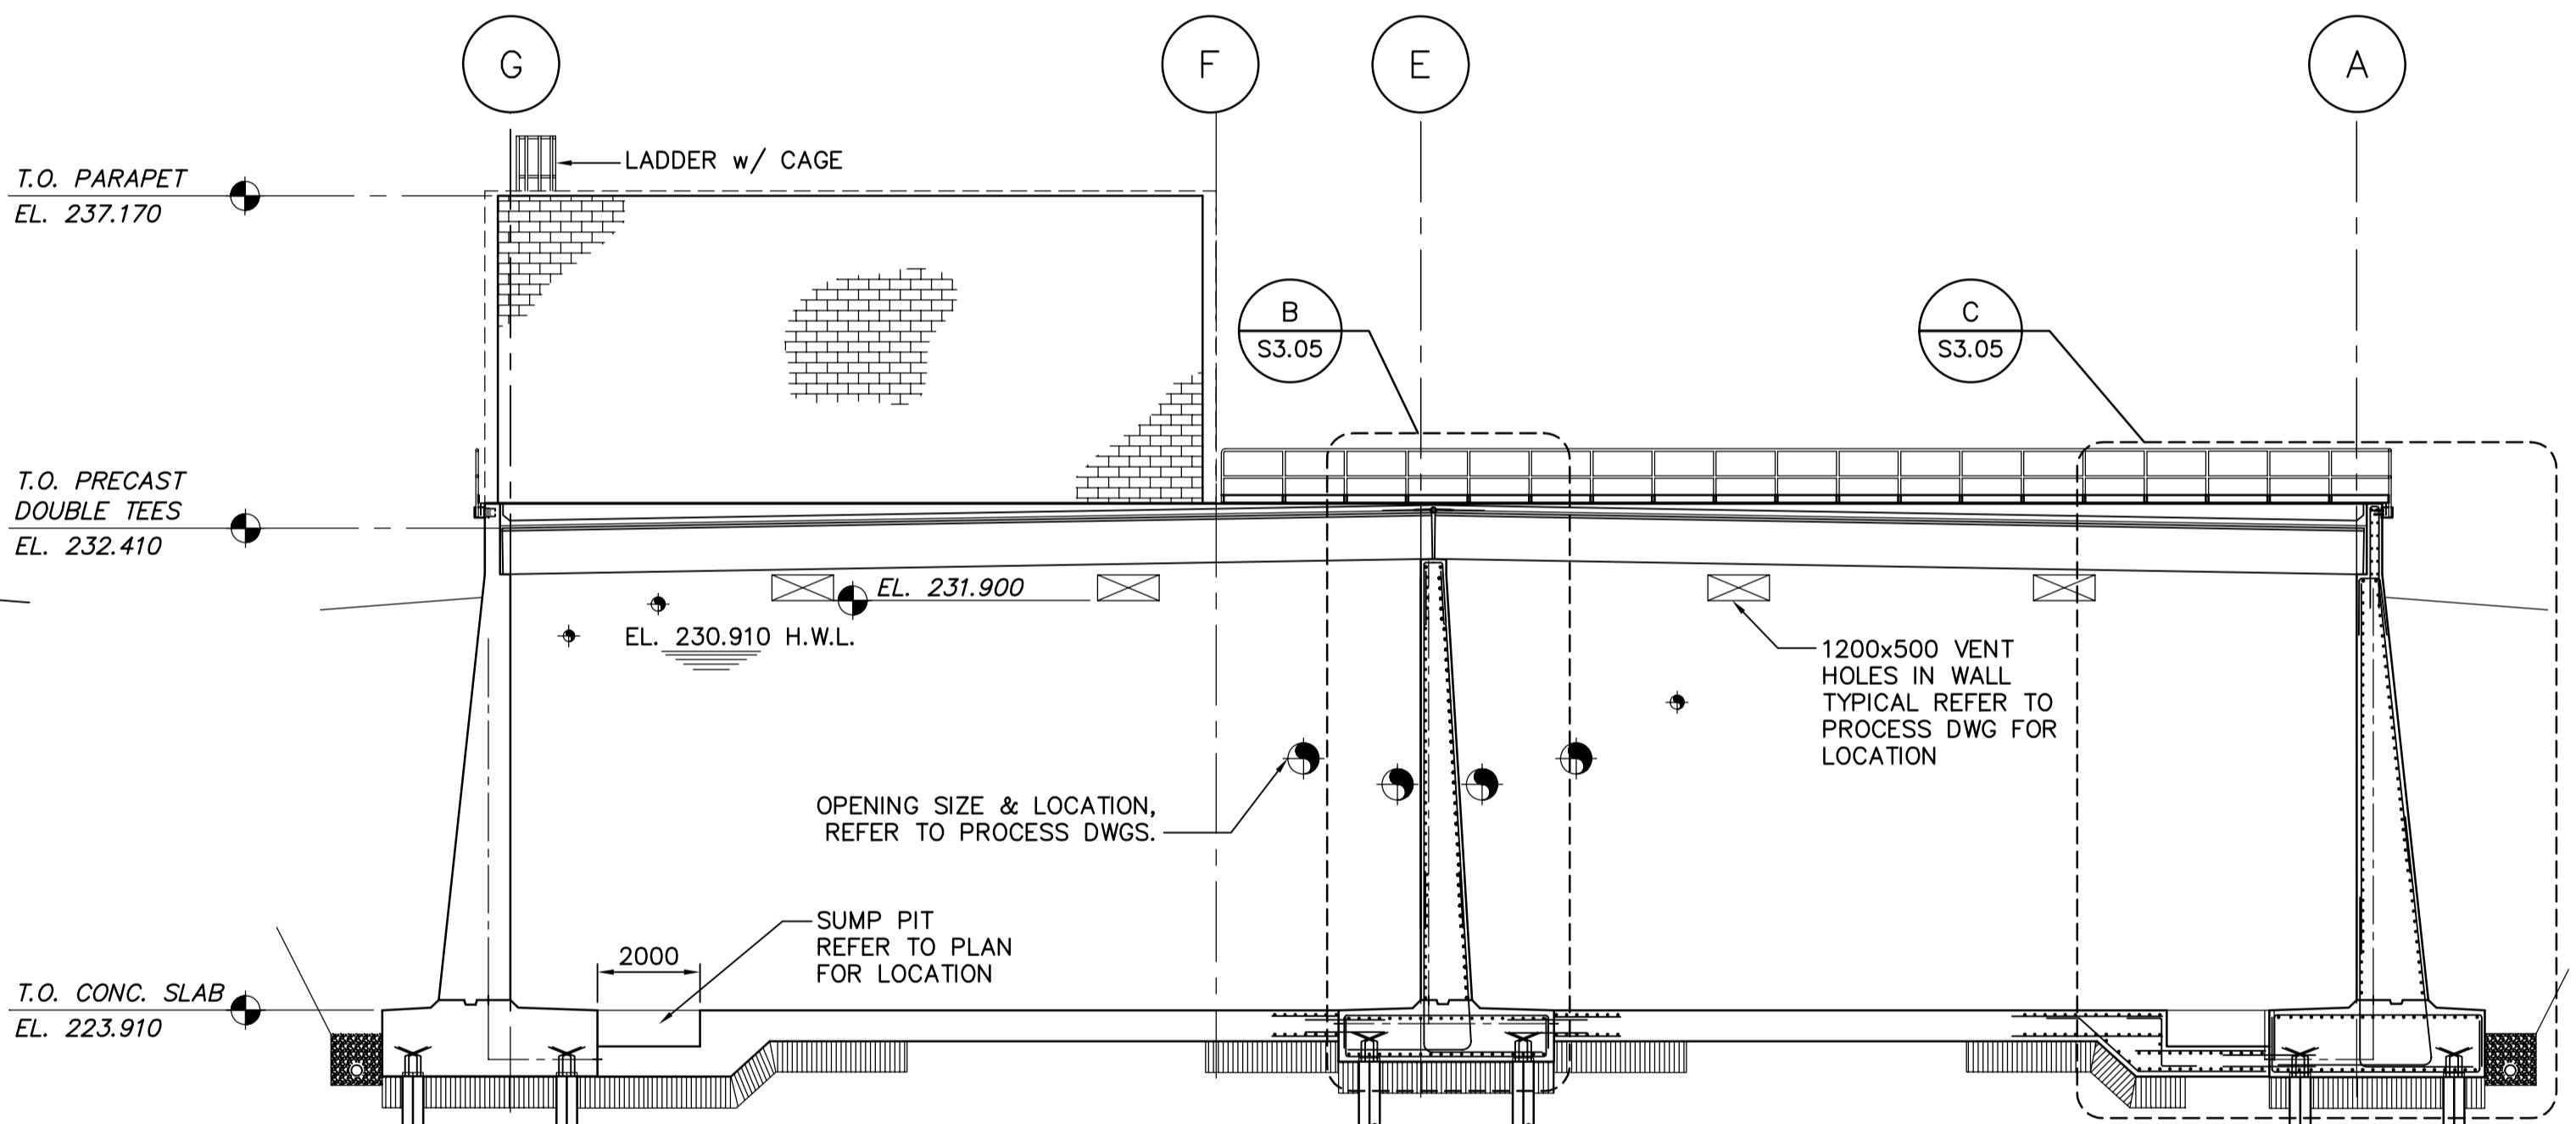 G
F
E
A
LADDER w/ CAGE
T.O. PARAPET
EL. 237.170
B
S3.05
C
S3.05
T.O. PRECAST
DOUBLE TEES
EL. 232.410
EL. 231.900
EL. 230.910 H.W.L.
1200x500 VENT
HOLES IN WALL
TYPICAL REFER TO
PROCESS DWG FOR
LOCATION
OPENING SIZE & LOCATION,
REFER TO PROCESS DWGS.
SUMP PIT
REFER TO PLAN
FOR LOCATION
2000
T.O. CONC. SLAB
EL. 223.910